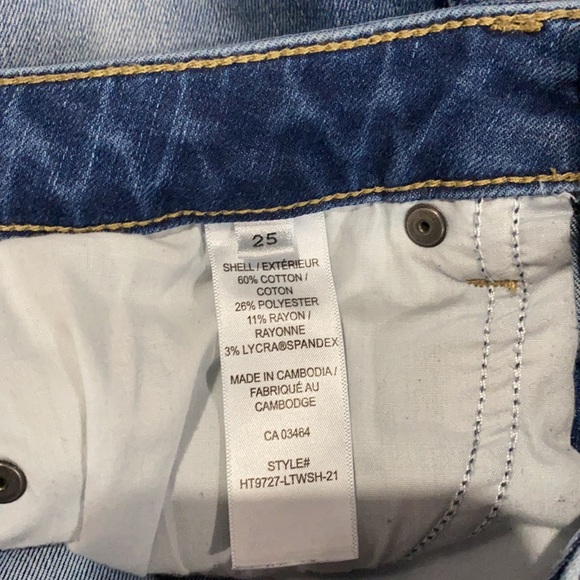 25
SHELL / EXTÉRIEUR
60% COTTON /
COTON
26% POLYESTER
11% RAYON /
RAYONNE
3% LYCRA®SPANDEX
MADE IN CAMBODIA /
FABRIQUÉ AU
CAMBODGE
CA 03464
STYLE#
HT9727-LTWSH-21